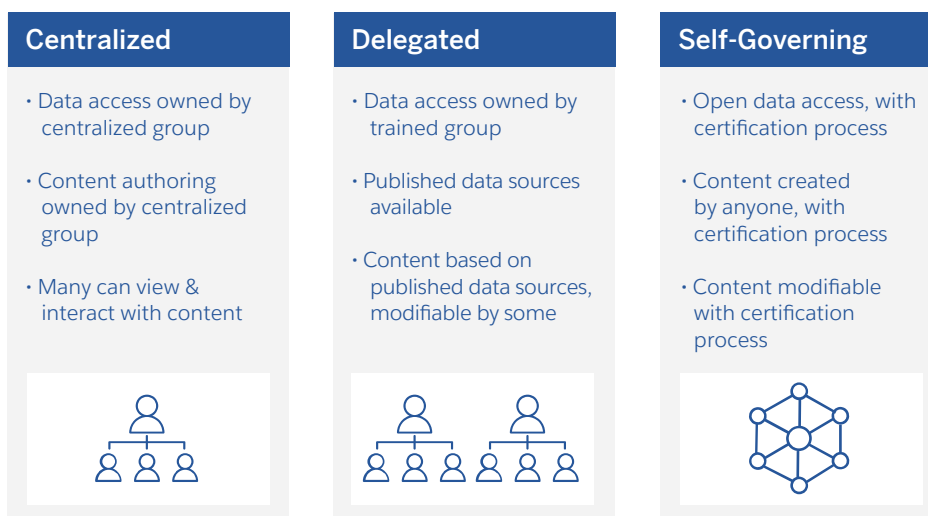 Centralized
• Data access owned by
centralized group
• Content authoring
owned by centralized
group
• Many can view &
interact with content
Delegated
• Data access owned by
trained group
• Published data sources
available
• Content based on
published data sources,
modifiable by some
Self-Governing
• Open data access, with
certification process
• Content created
by anyone, with
certification process
• Content modifiable
with certification
process